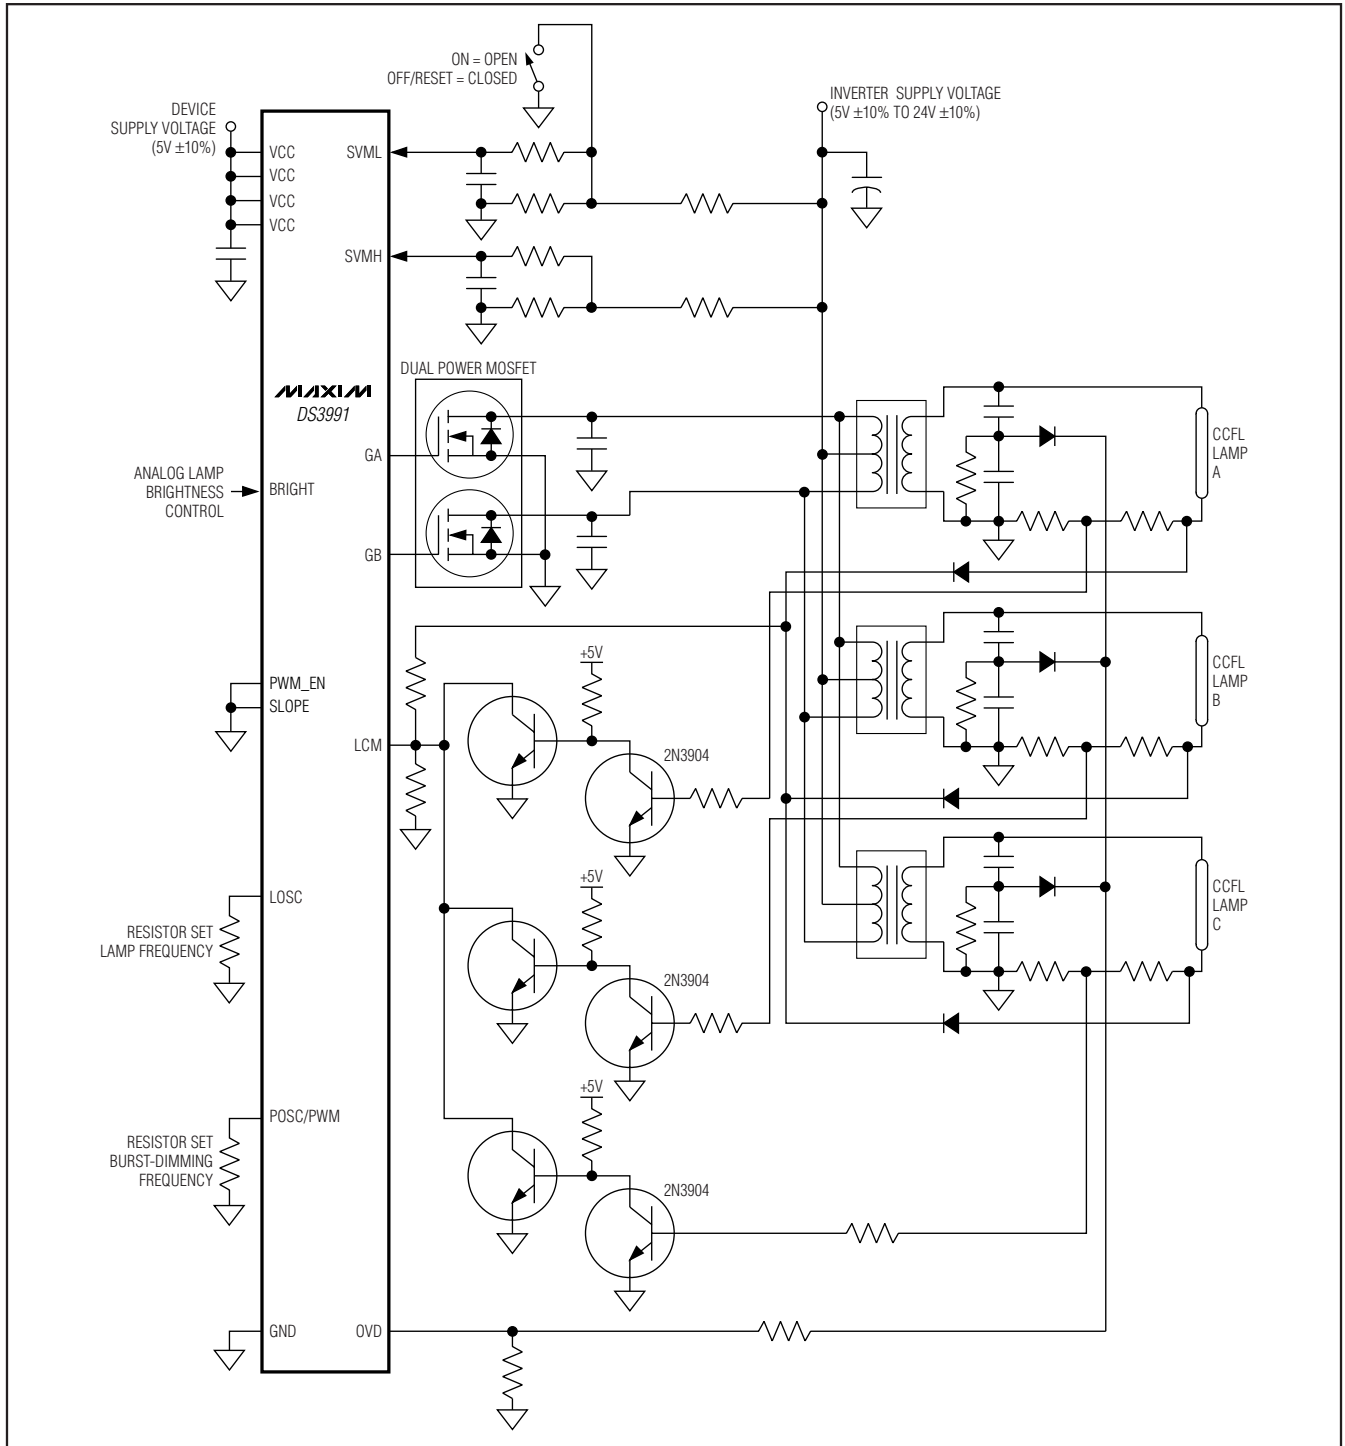 ON = OPEN
OFF/RESET = CLOSED
INVERTER SUPPLY VOLTAGE
(5V ±10% TO 24V ±10%)
DEVICE
SUPPLY VOLTAGE
(5V ±10%)
VCC
VCC
VCC
VCC
SVML
SVMH
DUAL POWER MOSFET
MAXIM
DS3991
GA
ANALOG LAMP
BRIGHTNESS
CONTROL
BRIGHT
GB
CCFL
LAMP
A
+5V
PWM_EN
SLOPE
LCM
2N3904
CCFL
LAMP
B
+5V
LOSC
RESISTOR SET
LAMP FREQUENCY
2N3904
CCFL
LAMP
C
+5V
POSC/PWM
RESISTOR SET
BURST-DIMMING
FREQUENCY
2N3904
GND
OVD